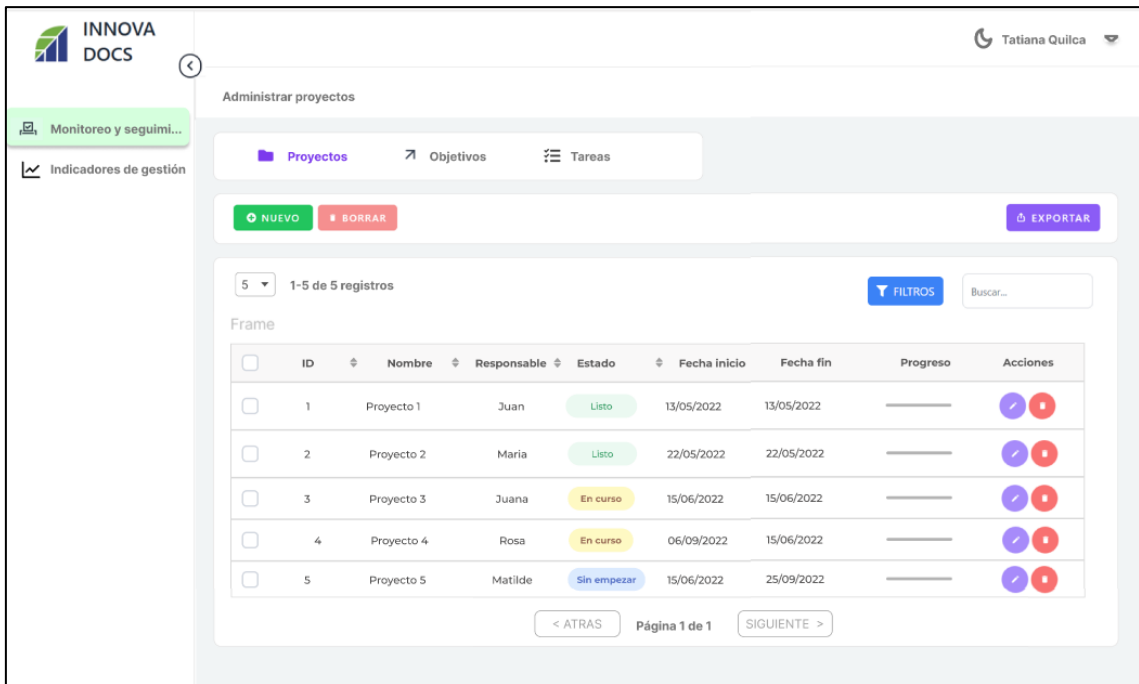 INNOVA
DOCS
Tatiana Quilca
Administrar proyectos
Monitoreo y seguimi...
Indicadores de gestión
Proyectos Objetivos Tareas
NUEVO BORRAR EXPORTAR
5 1-5 de 5 registros FILTROS Buscar...
Frame
ID Nombre Responsable Estado Fecha inicio Fecha fin Progreso Acciones
1 Proyecto 1 Juan Listo 13/05/2022 13/05/2022
2 Proyecto 2 Maria Listo 22/05/2022 22/05/2022
3 Proyecto 3 Juana En curso 15/06/2022 15/06/2022
4 Proyecto 4 Rosa En curso 06/09/2022 15/06/2022
5 Proyecto 5 Matilde Sin empezar 15/06/2022 25/09/2022
< ATRAS Página 1 de 1 SIGUIENTE >